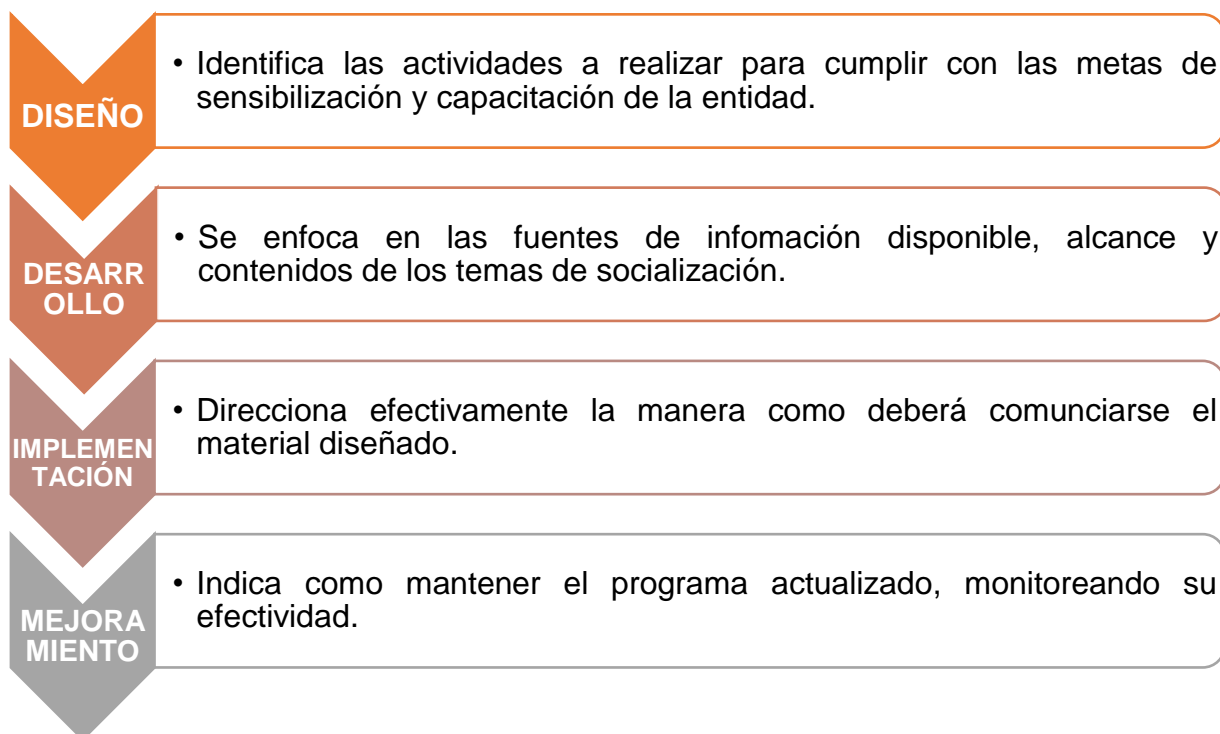 DISEÑO
• Identifica las actividades a realizar para cumplir con las metas de
sensibilización y capacitación de la entidad.
DESARR
OLLO
• Se enfoca en las fuentes de infomación disponible, alcance y
contenidos de los temas de socialización.
IMPLEMEN
TACIÓN
• Direcciona efectivamente la manera como deberá comunciarse el
material diseñado.
MEJORA
MIENTO
• Indica como mantener el programa actualizado, monitoreando su
efectividad.